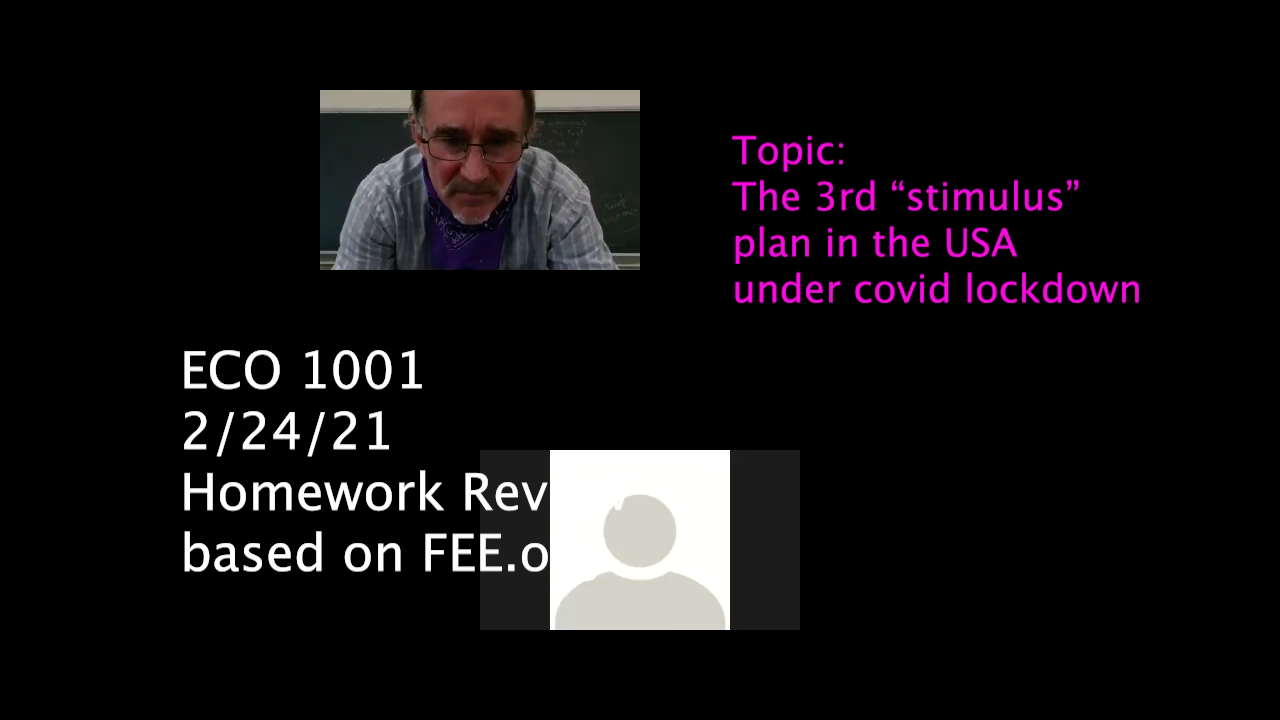 Topic:
The 3rd “stimulus”
plan in the USA
under covid lockdown
ECO 1001
2/24/21
Homework Rev
based on FEE.o